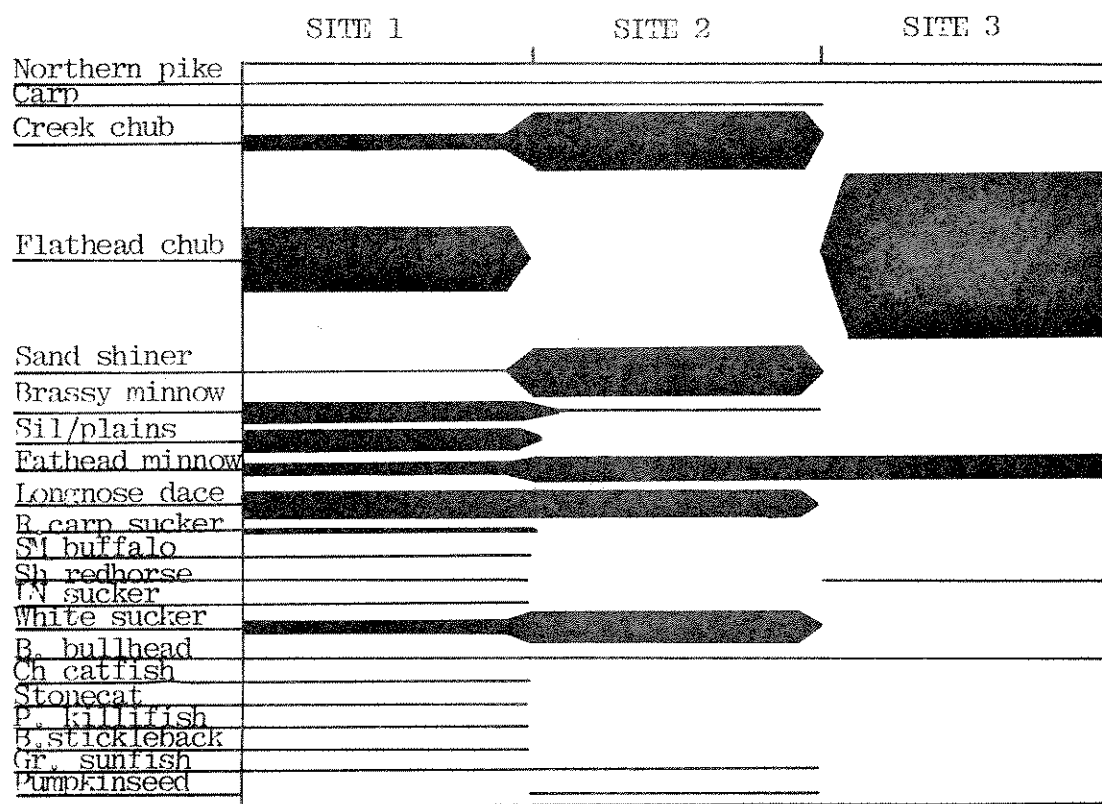 SITE 1 SITE 2 SITE 3
Northern pike
Carp
Creek chub
Flathead chub
Sand shiner
Brassy minnow
Sil/plains
Fathead minnow
Longnose dace
R.carp sucker
SM buffalo
Sh redhorse
LN sucker
White sucker
B. bullhead
Ch catfish
Stonecat
P. killifish
B.stickleback
Gr. sunfish
Pumpkinseed